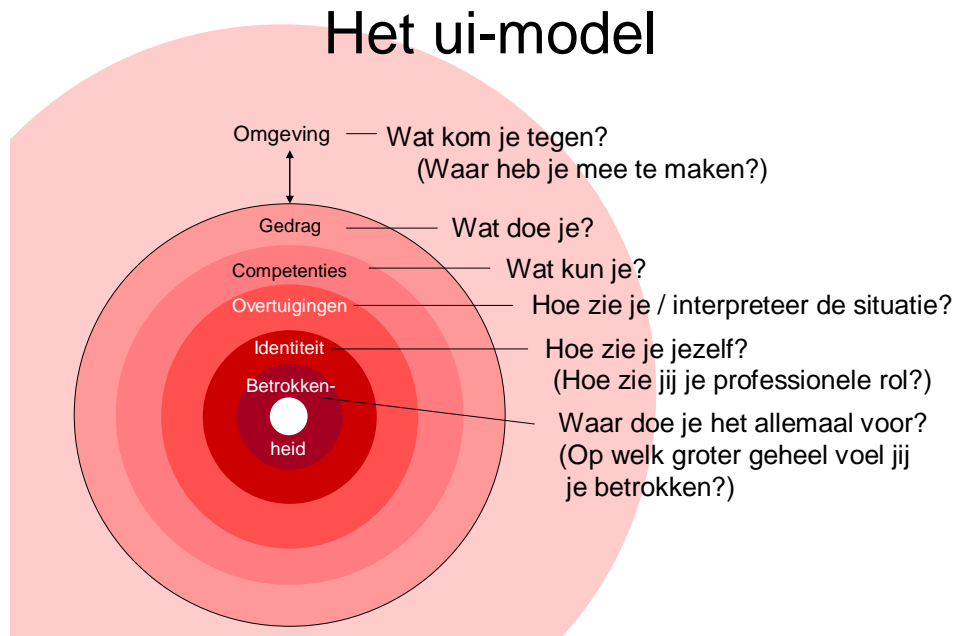 Het ui-model
Omgeving
Wat kom je tegen?
(Waar heb je mee te maken?)
Gedrag
Wat doe je?
Competenties
Wat kun je?
Overtuigingen
Hoe zie je / interpreteer de situatie?
Identiteit
Hoe zie je jezelf?
(Hoe zie jij je professionele rol?)
Betrokken-
heid
Waar doe je het allemaal voor?
(Op welk groter geheel voel jij
je betrokken?)